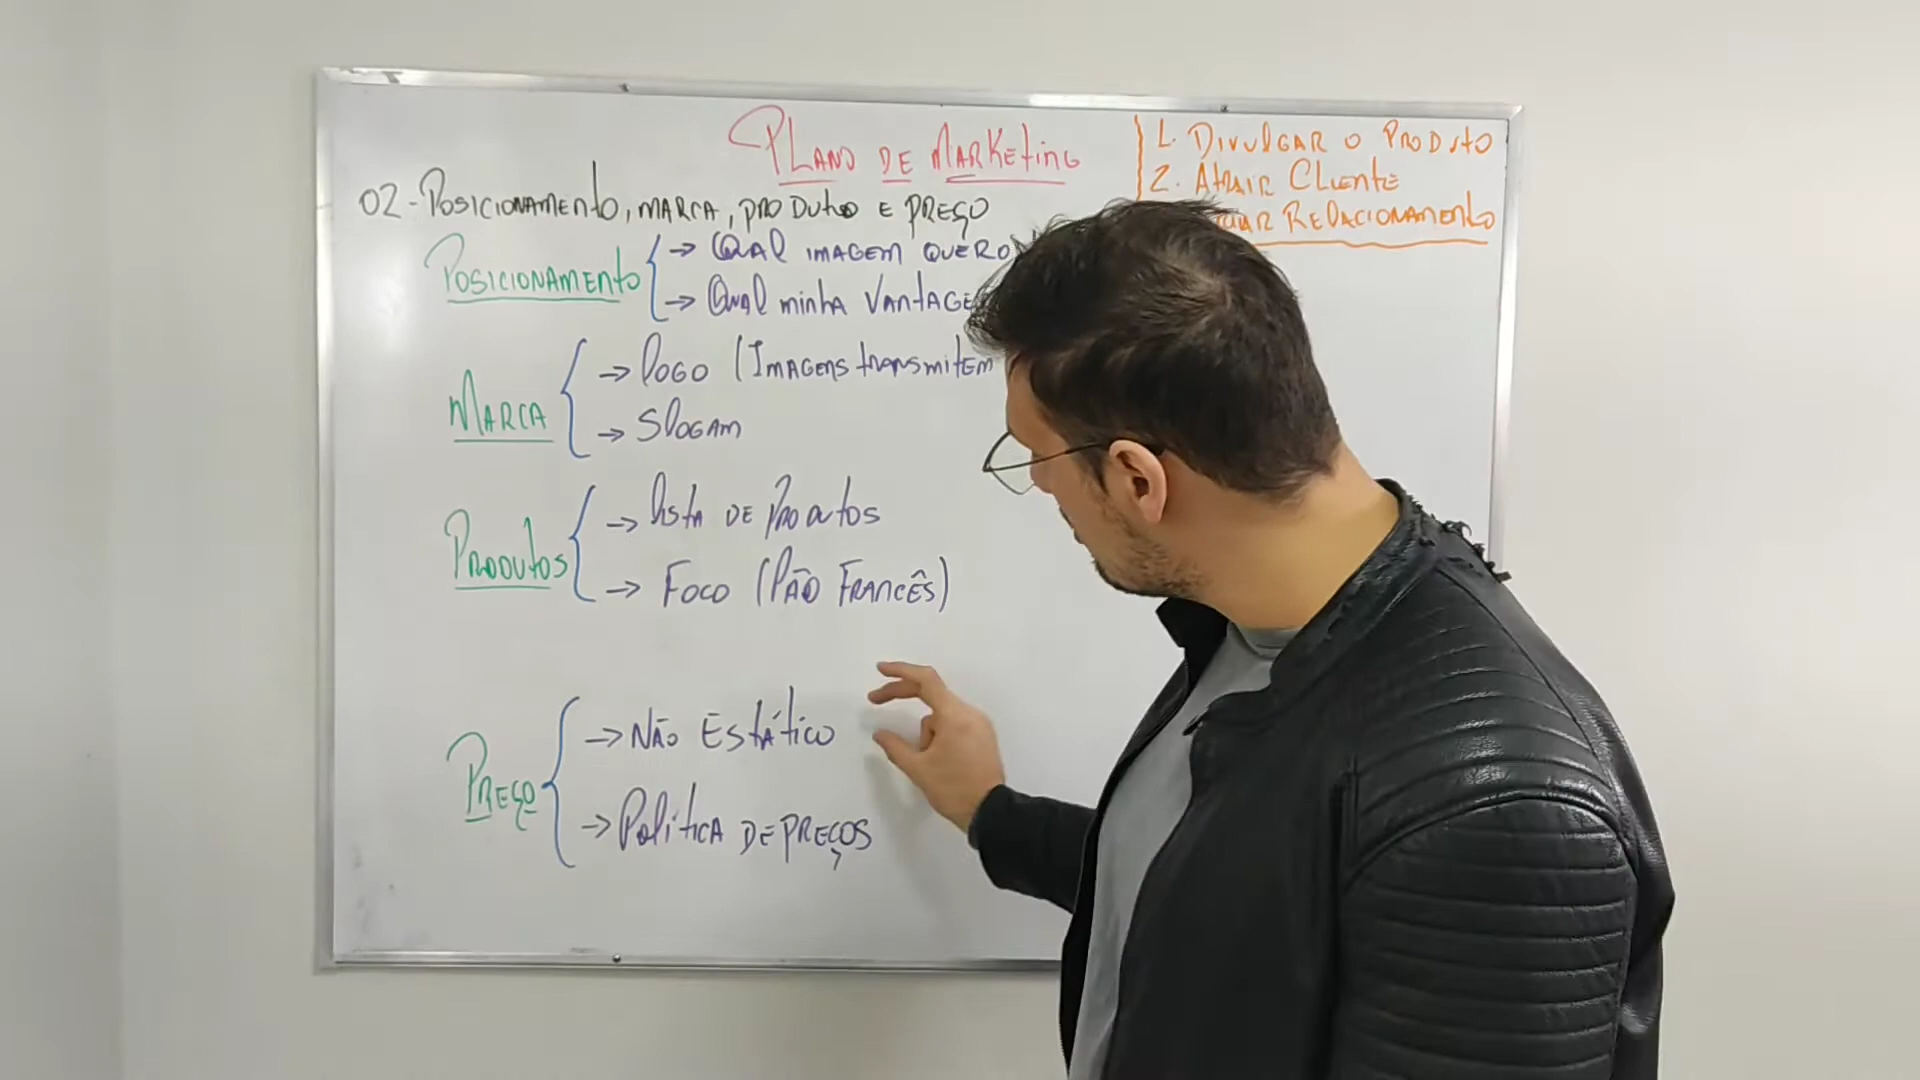 Plano de Marketing
1. Divulgar o Produto
2. Atrair Cliente
Relacionamento
02 - Posicionamento, marca, produto e preço
Posicionamento
→ Qual imagem quero
→ Qual minha
Marca
→ Logo (Imagens transmitem
→ Slogam
Produtos
→ Lista de Produtos
→ Foco (Pão Francês)
Preço
→ Não Estático
→ Política de preços